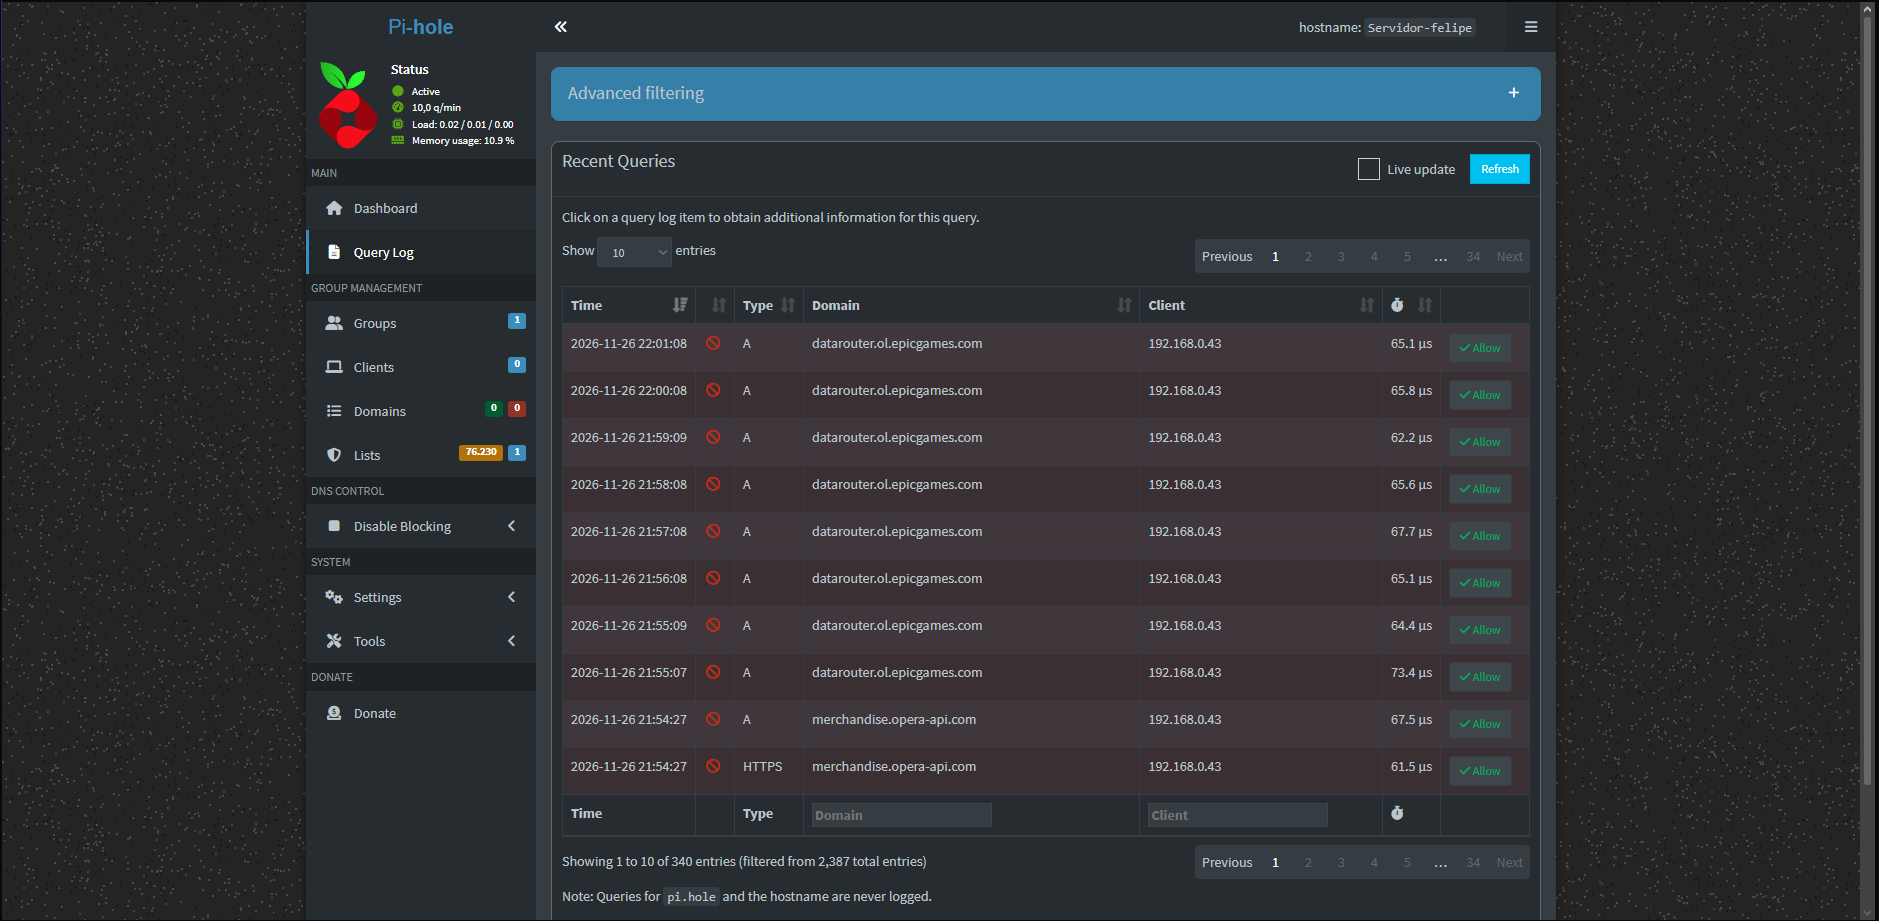 Pi-hole
hostname: Servidor-felipe
Status
Active
10,0 q/min
Load: 0.02 / 0.01 / 0.00
Memory usage: 10.9 %
MAIN
Dashboard
Query Log
GROUP MANAGEMENT
Groups 1
Clients 0
Domains 0 0
Lists 76.230 1
DNS CONTROL
Disable Blocking
SYSTEM
Settings
Tools
DONATE
Donate
Advanced filtering
Recent Queries
Live update Refresh
Click on a query log item to obtain additional information for this query.
Show 10 entries
Previous 1 2 3 4 5 ... 34 Next
Time Type Domain Client
2026-11-26 22:01:08 A datarouter.ol.epicgames.com 192.168.0.43 65.1 µs Allow
2026-11-26 22:00:08 A datarouter.ol.epicgames.com 192.168.0.43 65.8 µs Allow
2026-11-26 21:59:09 A datarouter.ol.epicgames.com 192.168.0.43 62.2 µs Allow
2026-11-26 21:58:08 A datarouter.ol.epicgames.com 192.168.0.43 65.6 µs Allow
2026-11-26 21:57:08 A datarouter.ol.epicgames.com 192.168.0.43 67.7 µs Allow
2026-11-26 21:56:08 A datarouter.ol.epicgames.com 192.168.0.43 65.1 µs Allow
2026-11-26 21:55:09 A datarouter.ol.epicgames.com 192.168.0.43 64.4 µs Allow
2026-11-26 21:55:07 A datarouter.ol.epicgames.com 192.168.0.43 73.4 µs Allow
2026-11-26 21:54:27 A merchandise.opera-api.com 192.168.0.43 67.5 µs Allow
2026-11-26 21:54:27 HTTPS merchandise.opera-api.com 192.168.0.43 61.5 µs Allow
Time Type Domain Client
Showing 1 to 10 of 340 entries (filtered from 2,387 total entries)
Previous 1 2 3 4 5 ... 34 Next
Note: Queries for pi.hole and the hostname are never logged.